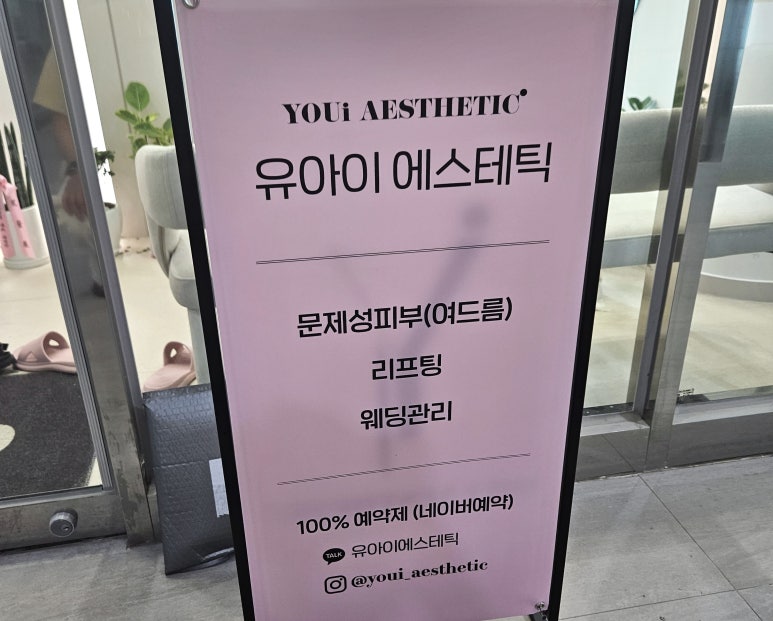 YOUi AESTHETIC
유아이 에스테틱
문제성피부(여드름)
리프팅
웨딩관리
100% 예약제 (네이버예약)
TALK 유아이에스테틱
@youi_aesthetic